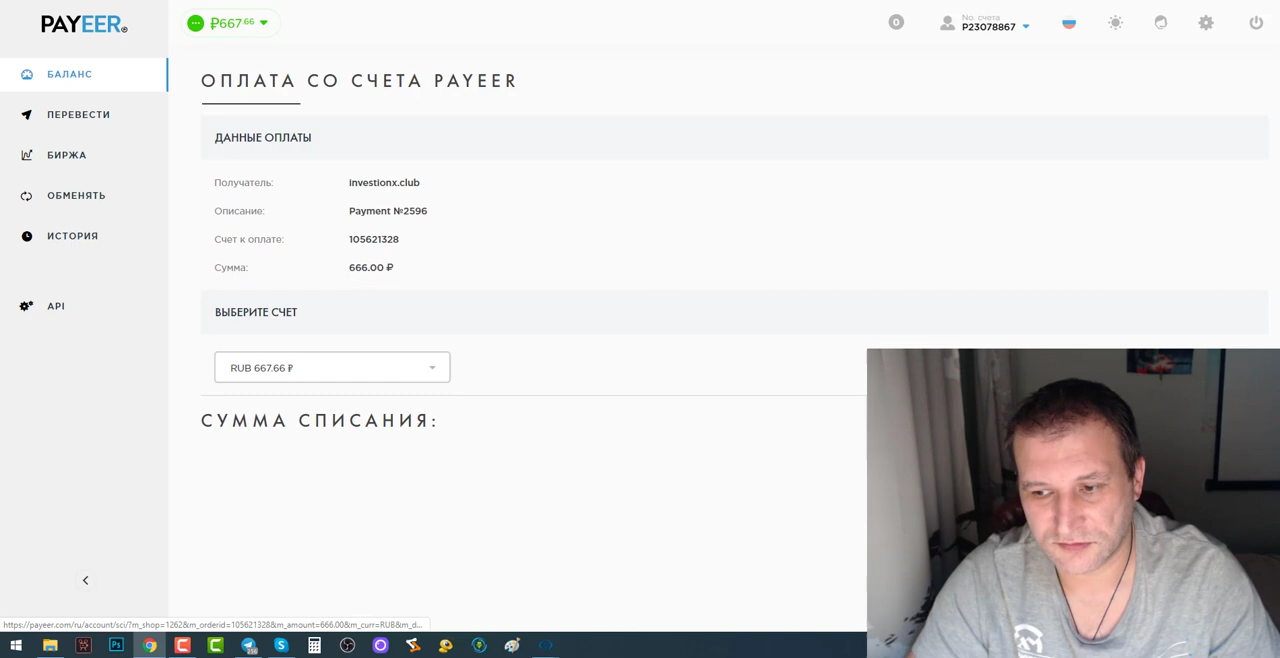 PAYEER
₽667.66
0
No. счета
P23078867
БАЛАНС
ПЕРЕВЕСТИ
БИРЖА
ОБМЕНЯТЬ
ИСТОРИЯ
API
ОПЛАТА СО СЧЕТА PAYEER
ДАННЫЕ ОПЛАТЫ
Получатель: investionx.club
Описание: Payment №2596
Счет к оплате: 105621328
Сумма: 666.00 ₽
ВЫБЕРИТЕ СЧЕТ
RUB 667.66 ₽
СУММА СПИСАНИЯ:
https://payeer.com/ru/account/sci/?m_shop=1262&m_orderid=105621328&m_amount=666.00&m_curr=RUB&m_d...
Ps